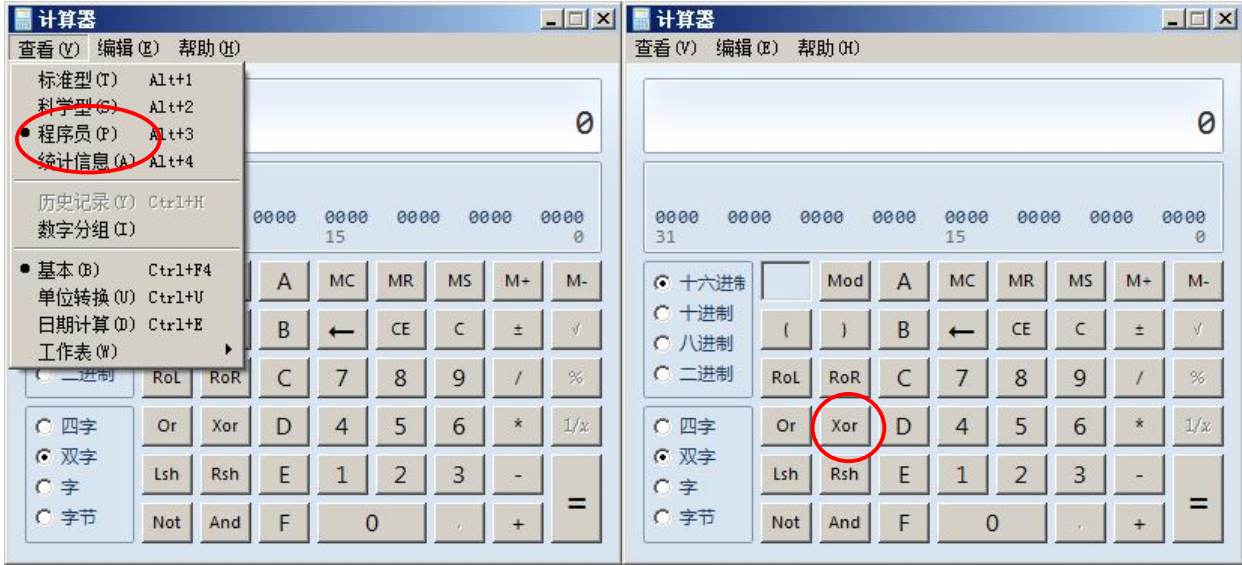 计算器
查看(V) 编辑(E) 帮助(H)
标准型(T) Alt+1
科学型(S) Alt+2
程序员(P) Alt+3
统计信息(A) Alt+4
历史记录(Y) Ctrl+H
数字分组(I)
基本(B) Ctrl+F4
单位转换(U) Ctrl+U
日期计算(D) Ctrl+E
工作表(W)
0
0000 0000 0000 0000 0000
15 0
A MC MR MS M+ M-
B ← CE C ± √
二进制 RoL RoR C 7 8 9 / %
四字 Or Xor D 4 5 6 * 1/x
双字
字 Lsh Rsh E 1 2 3 - =
字节 Not And F 0 . +
计算器
查看(V) 编辑(E) 帮助(H)
0
0000 0000 0000 0000 0000 0000 0000 0000
31 15 0
十六进制 Mod A MC MR MS M+ M-
十进制
八进制 ( ) B ← CE C ± √
二进制 RoL RoR C 7 8 9 / %
四字 Or Xor D 4 5 6 * 1/x
双字
字 Lsh Rsh E 1 2 3 - =
字节 Not And F 0 . +